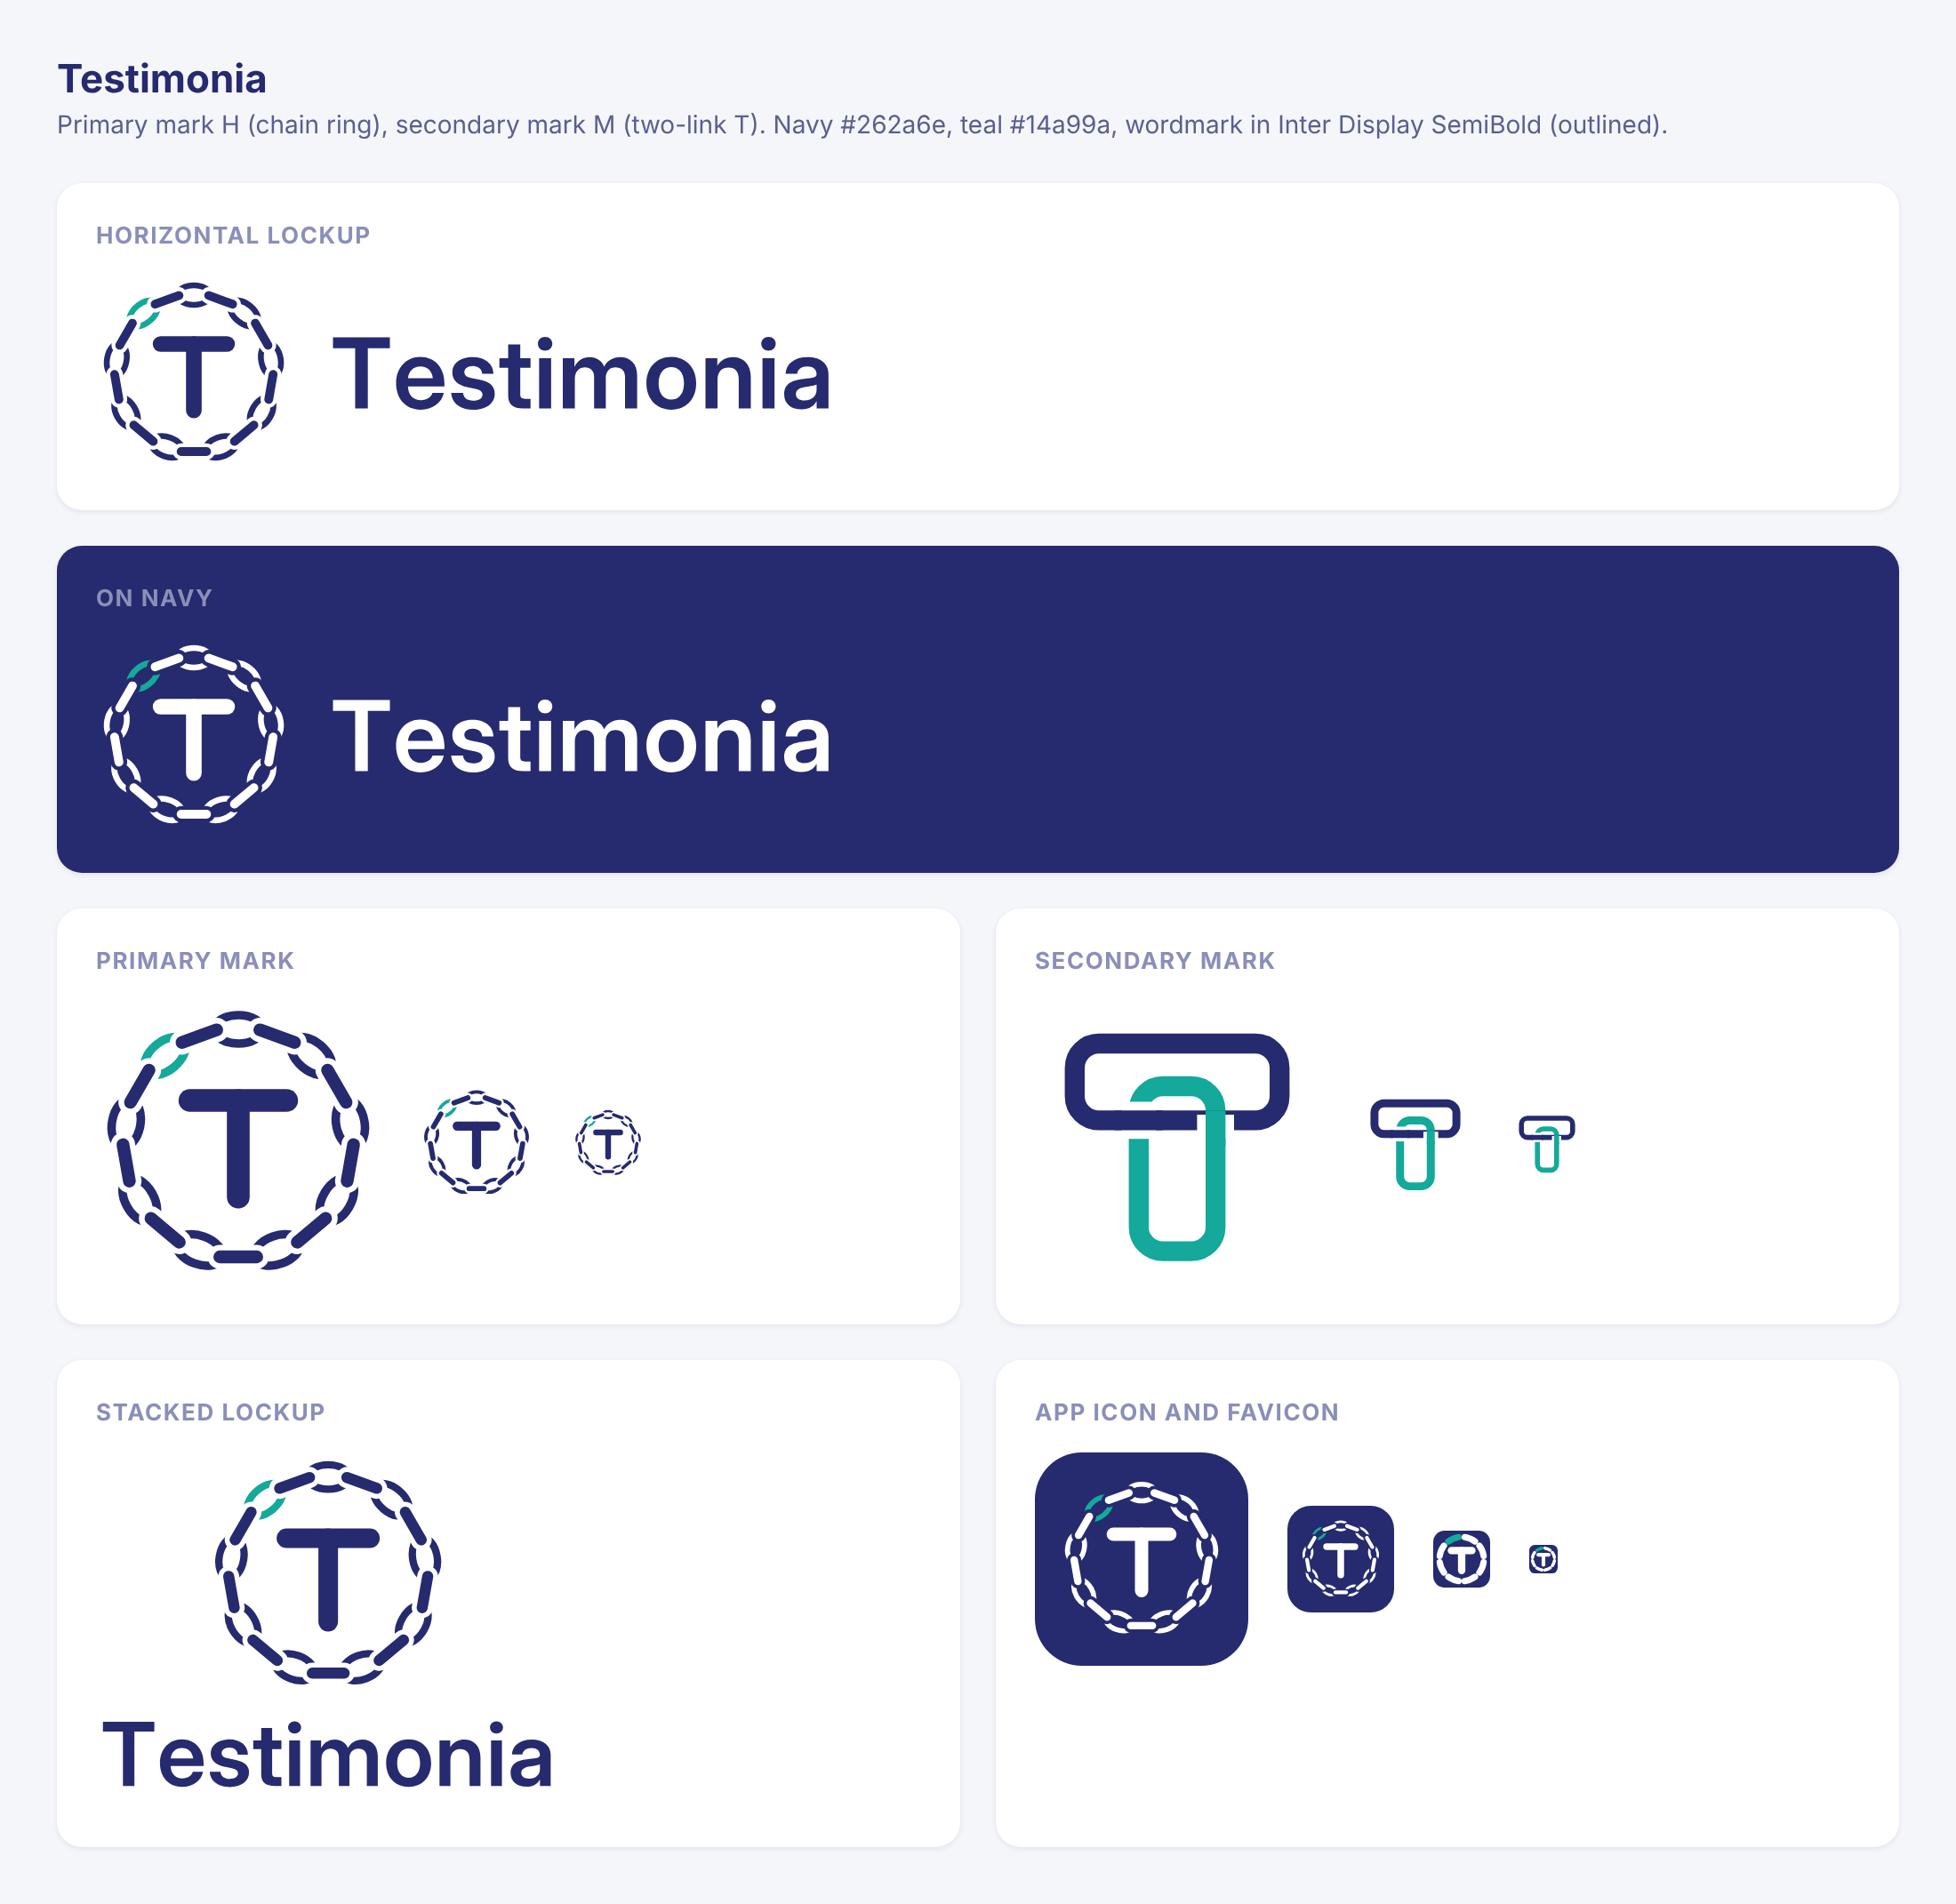 Testimonia
Primary mark H (chain ring), secondary mark M (two-link T). Navy #262a6e, teal #14a99a, wordmark in Inter Display SemiBold (outlined).
HORIZONTAL LOCKUP
T
Testimonia
ON NAVY
T
Testimonia
PRIMARY MARK
T
T
T
SECONDARY MARK
T
T
T
STACKED LOCKUP
T
Testimonia
APP ICON AND FAVICON
T
T
T
T